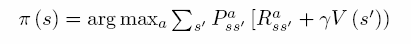 π (s) = arg max_a ∑_{s'} P^a_{ss'} [R^a_{ss'} + γV (s'))